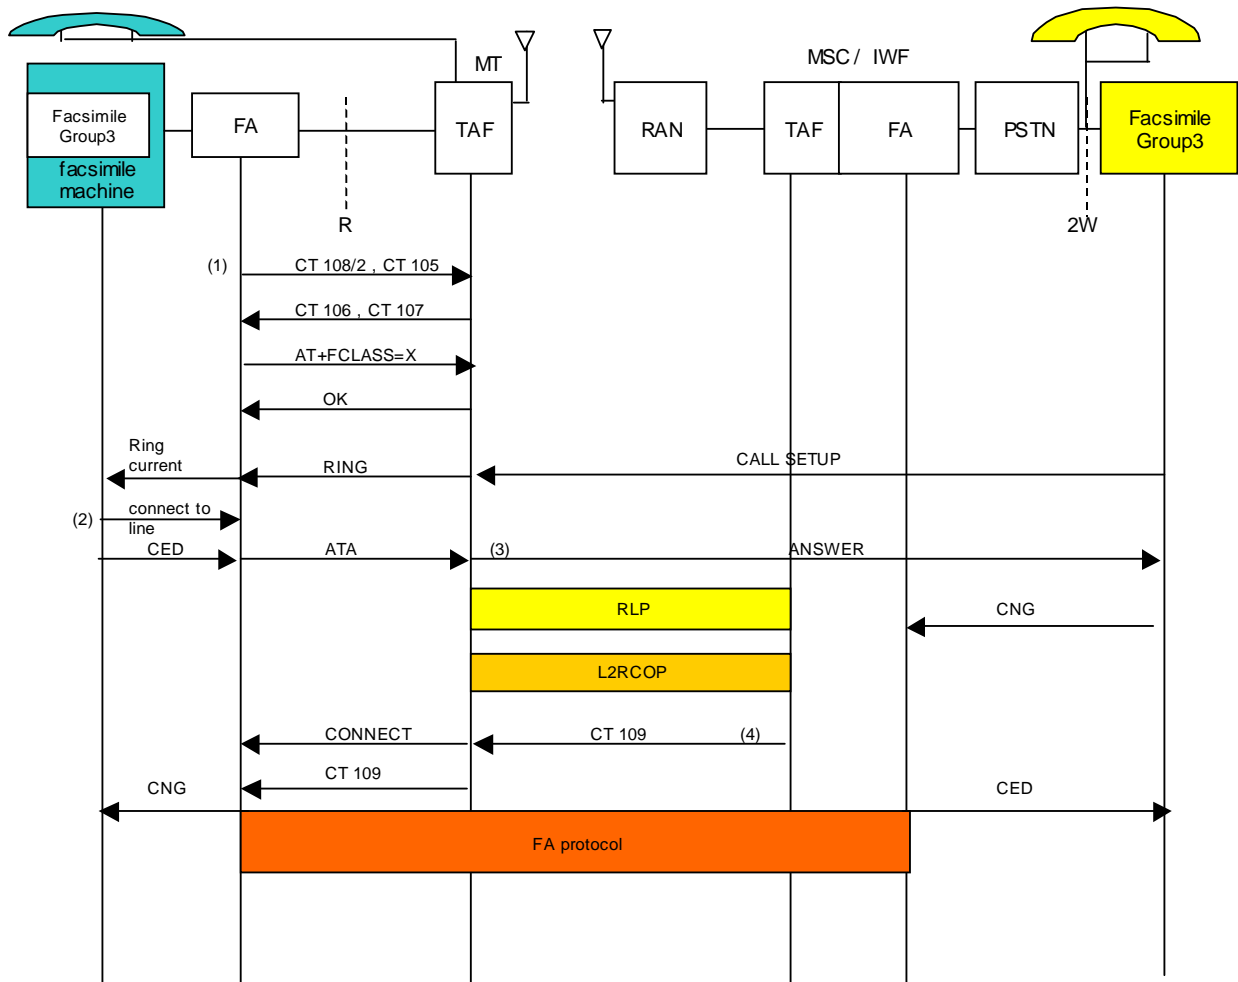 MT
MSC / IWF
Facsimile
Group3
facsimile
machine
FA
TAF
RAN
TAF
FA
PSTN
Facsimile
Group3
R
2W
(1)
CT 108/2 , CT 105
CT 106 , CT 107
AT+FCLASS=X
OK
Ring
current
RING
CALL SETUP
(2)
connect to
line
CED
ATA
(3)
ANSWER
RLP
CNG
L2RCOP
CONNECT
CT 109
(4)
CT 109
CNG
CED
FA protocol